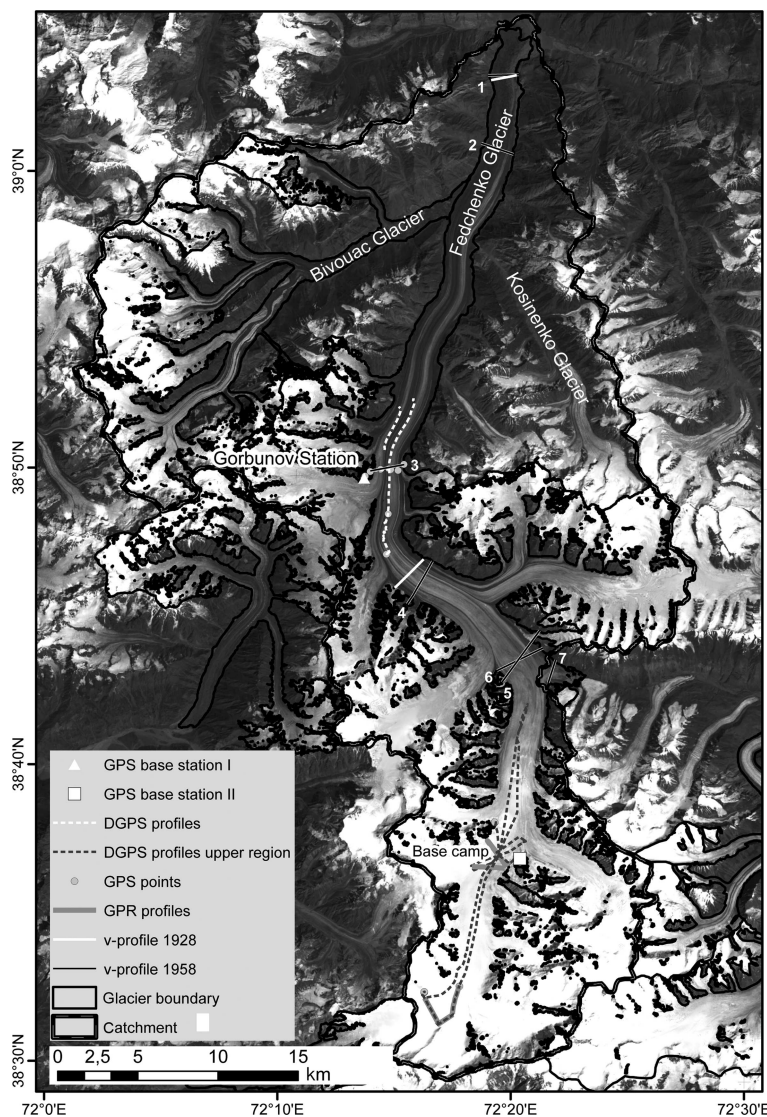 1
2
39°0'N
Fedchenko Glacier
Bivouac Glacier
Kosinenko Glacier
Gorbunov Station
3
38°50'N
4
7
6
5
38°40'N
GPS base station I
GPS base station II
DGPS profiles
DGPS profiles upper region
Base camp
GPS points
GPR profiles
v-profile 1928
v-profile 1958
Glacier boundary
Catchment
38°30'N
0 2,5 5 10 15
km
72°0'E 72°10'E 72°20'E 72°30'E